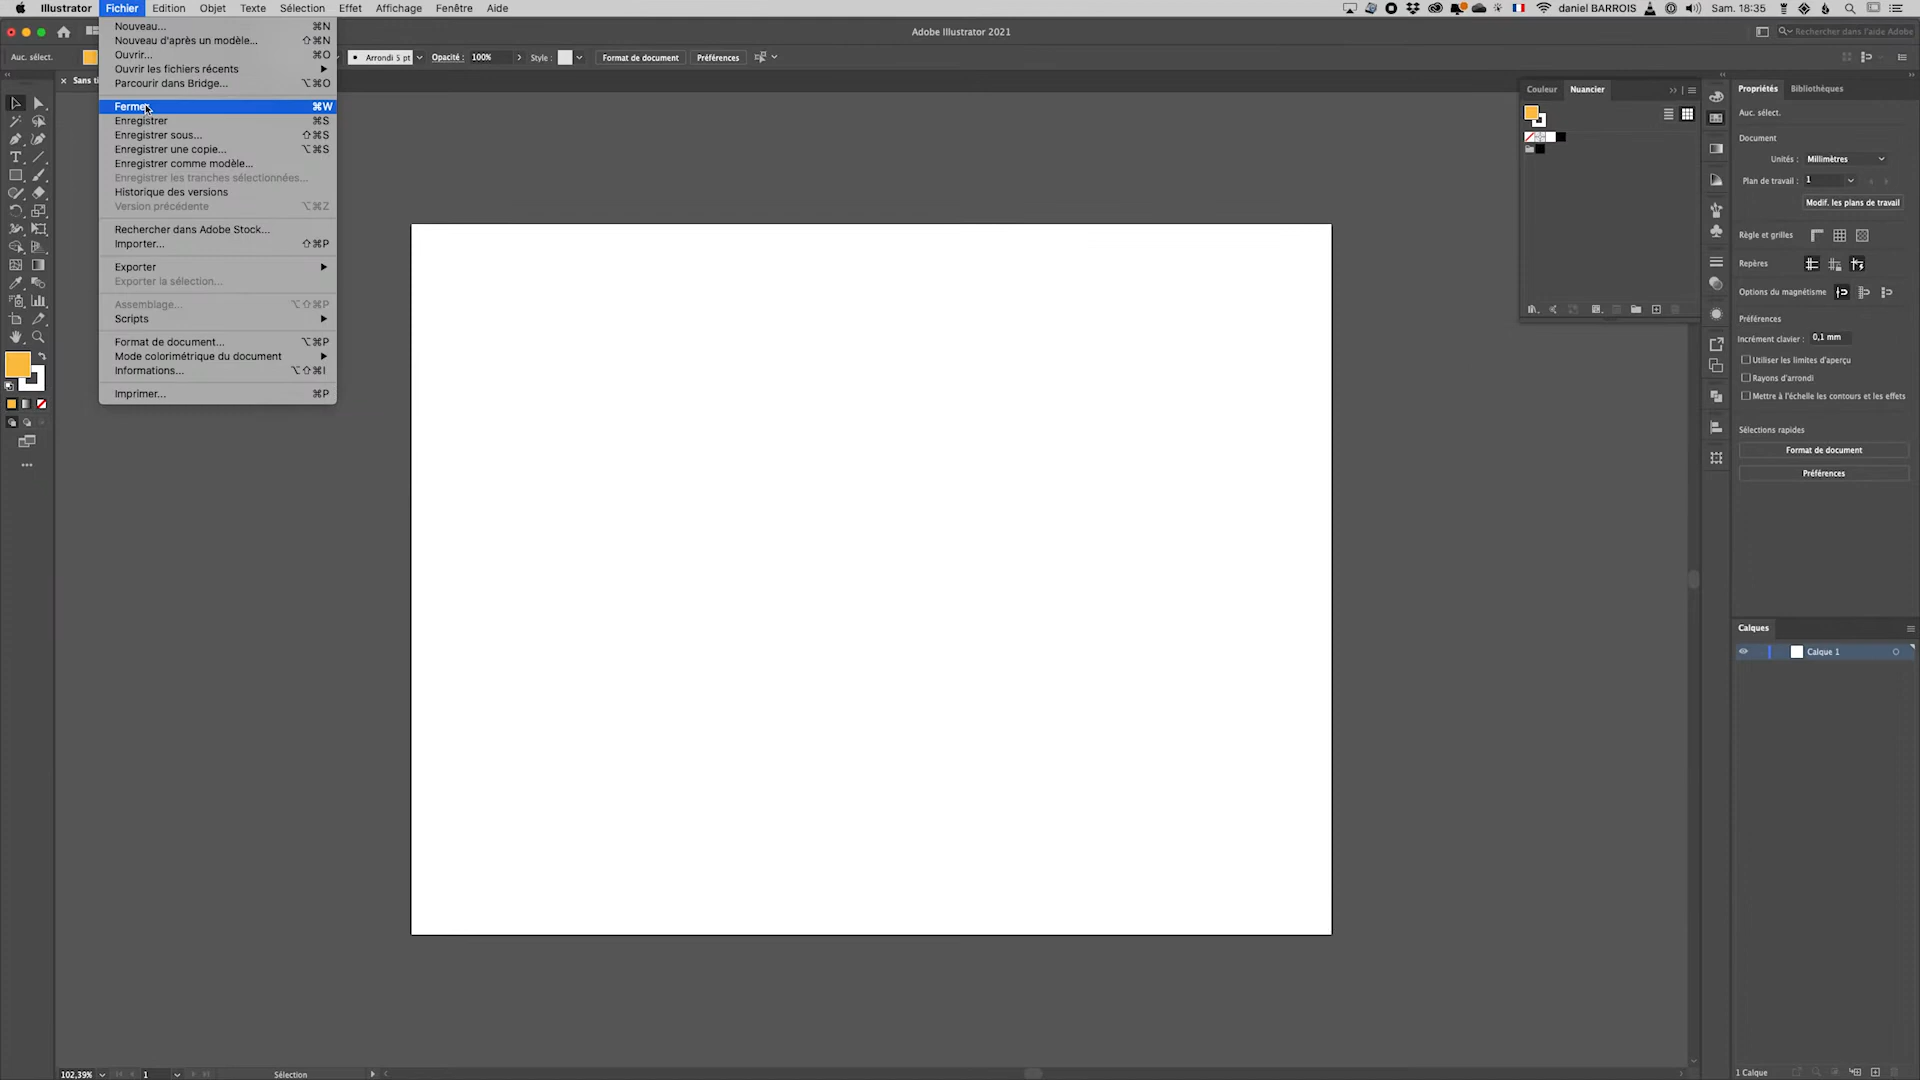 Illustrator Fichier Edition Objet Texte Sélection Effet Affichage Fenêtre Aide
daniel BARROIS Sam. 18:35
Adobe Illustrator 2021
Rechercher dans l'aide Adobe
Auc. sélect.
Arrondi 5 pt
Opacité : 100%
Style :
Format de document
Préférences
Nouveau... ⌘N
Nouveau d'après un modèle... ⇧⌘N
Ouvrir... ⌘O
Ouvrir les fichiers récents
Parcourir dans Bridge... ⌥⌘O
Fermer ⌘W
Enregistrer ⌘S
Enregistrer sous... ⇧⌘S
Enregistrer une copie... ⌥⌘S
Enregistrer comme modèle...
Enregistrer les tranches sélectionnées...
Historique des versions
Version précédente ⌥⌘Z
Rechercher dans Adobe Stock...
Importer... ⇧⌘P
Exporter
Exporter la sélection...
Assemblage... ⌥⇧⌘P
Scripts
Format de document... ⌥⌘P
Mode colorimétrique du document
Informations... ⌥⇧⌘I
Imprimer... ⌘P
Couleur Nuancier
Propriétés Bibliothèques
Auc. sélect.
Document
Unités : Millimètres
Plan de travail : 1
Modif. les plans de travail
Règle et grilles
Repères
Options du magnétisme
Préférences
Incrément clavier : 0,1 mm
Utiliser les limites d'aperçu
Rayons d'arrondi
Mettre à l'échelle les contours et les effets
Sélections rapides
Format de document
Préférences
Calques
Calque 1
1 Calque
102,39% 1 Sélection